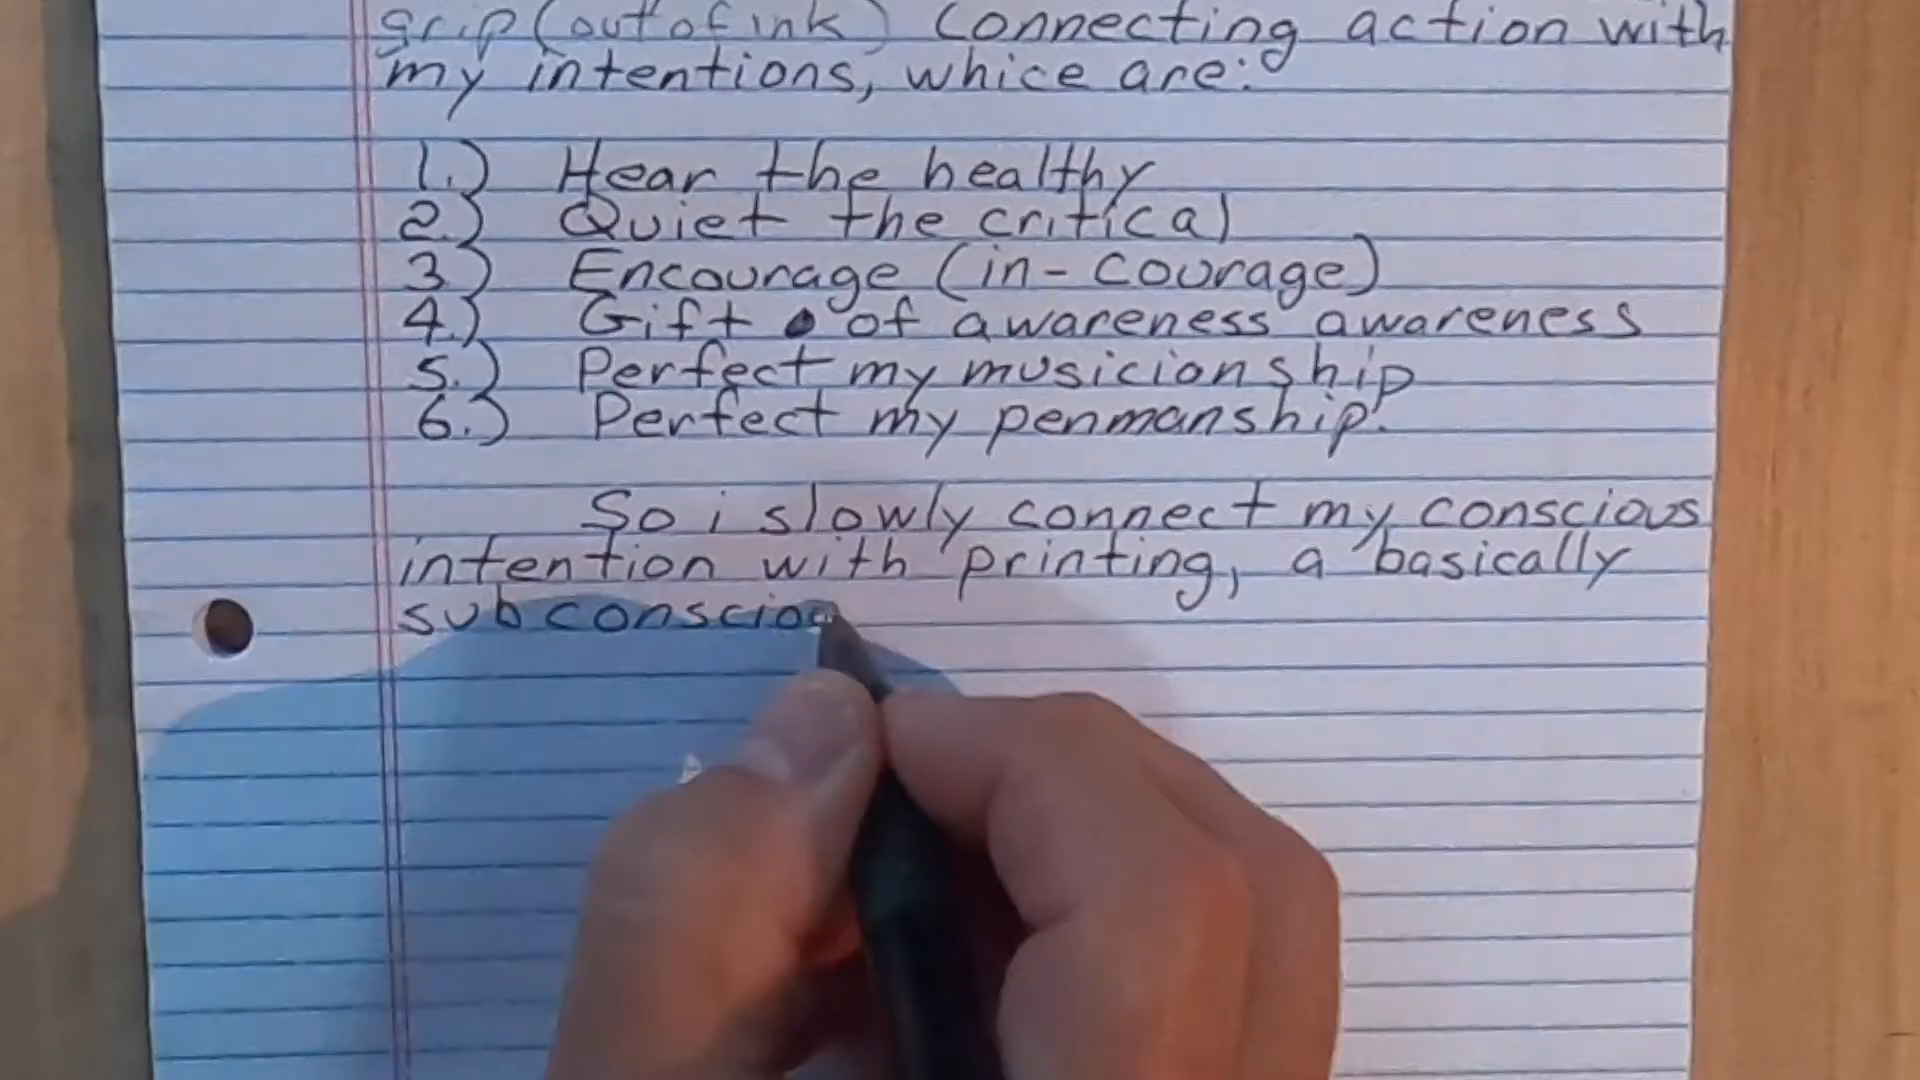 grip (out of ink) connecting action with
my intentions, whice are:
1.) Hear the healthy
2.) Quiet the critical
3) Encourage (in-courage)
4.) Gift of awareness awareness
5.) Perfect my musicionship
6.) Perfect my penmanship.
So i slowly connect my conscious
intention with printing, a basically
subconsciou